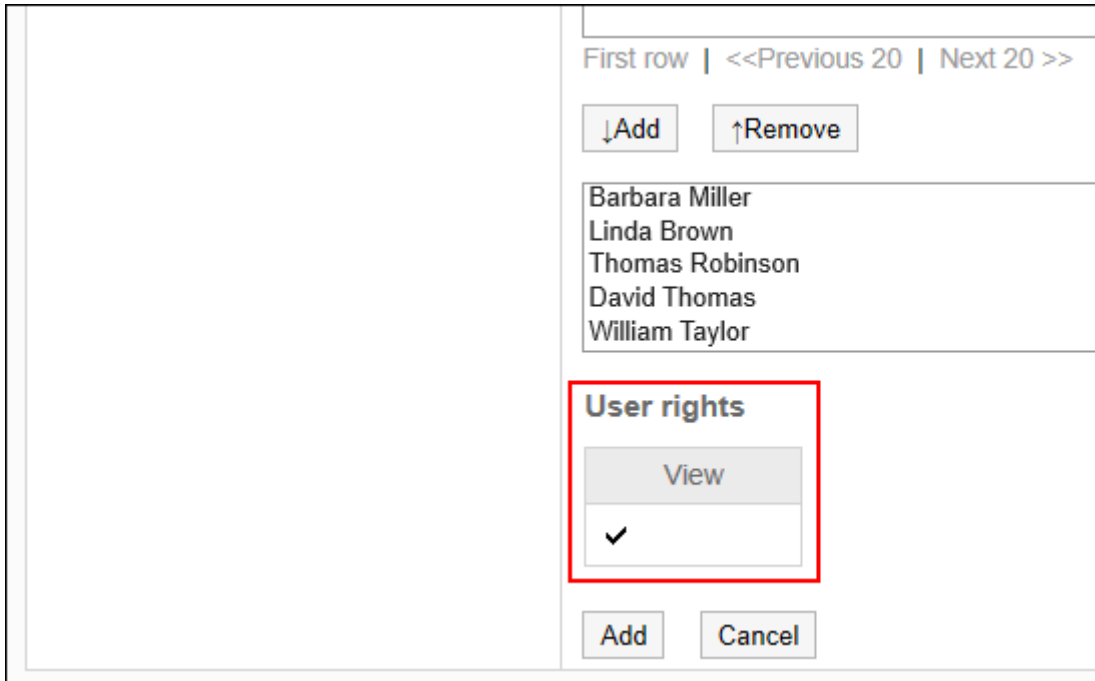 First row | <<Previous 20 | Next 20 >>
↓Add ↑Remove
Barbara Miller
Linda Brown
Thomas Robinson
David Thomas
William Taylor
User rights
View
✓
Add Cancel